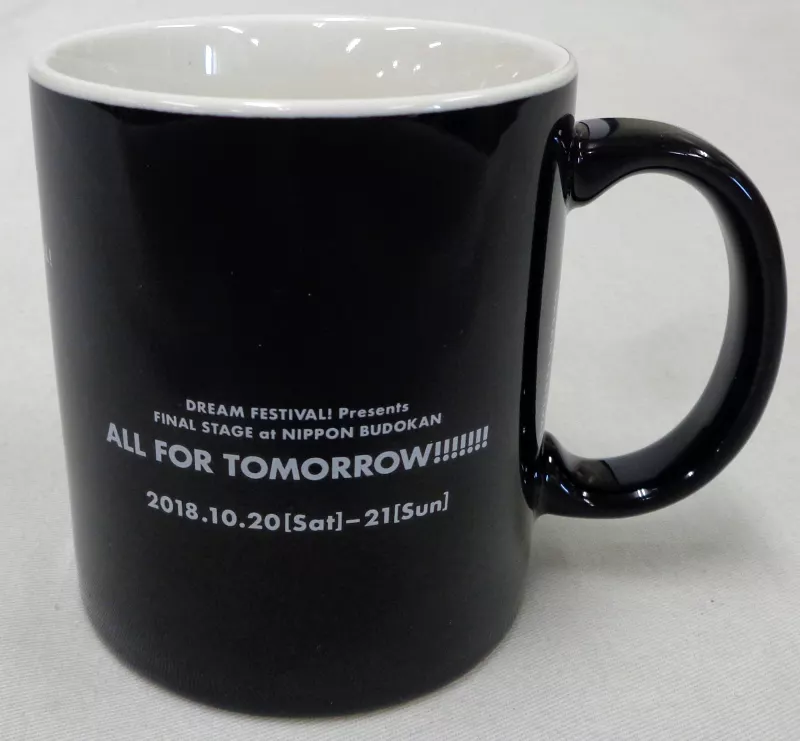 DREAM FESTIVAL! Presents
FINAL STAGE at NIPPON BUDOKAN
ALL FOR TOMORROW!!!!!!!
2018.10.20[Sat]–21[Sun]